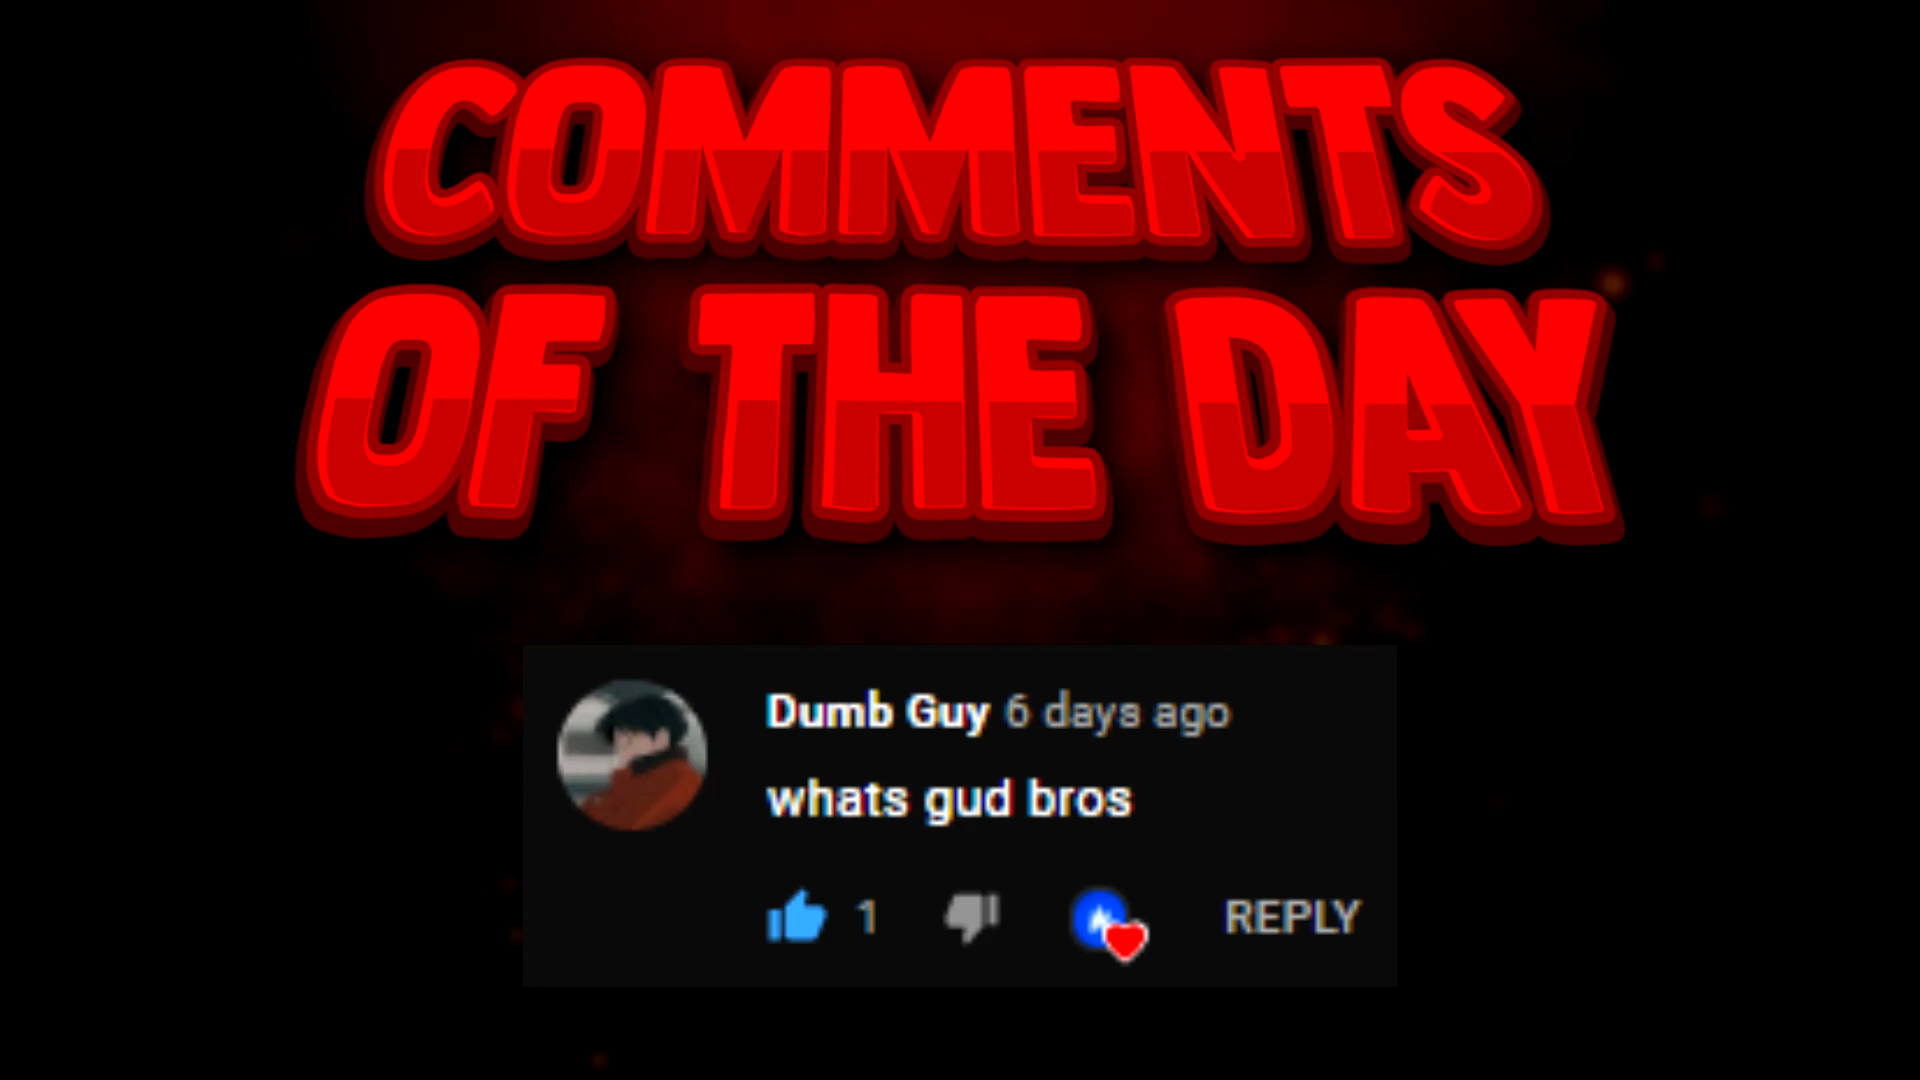 COMMENTS
OF THE DAY
Dumb Guy 6 days ago
whats gud bros
1 REPLY